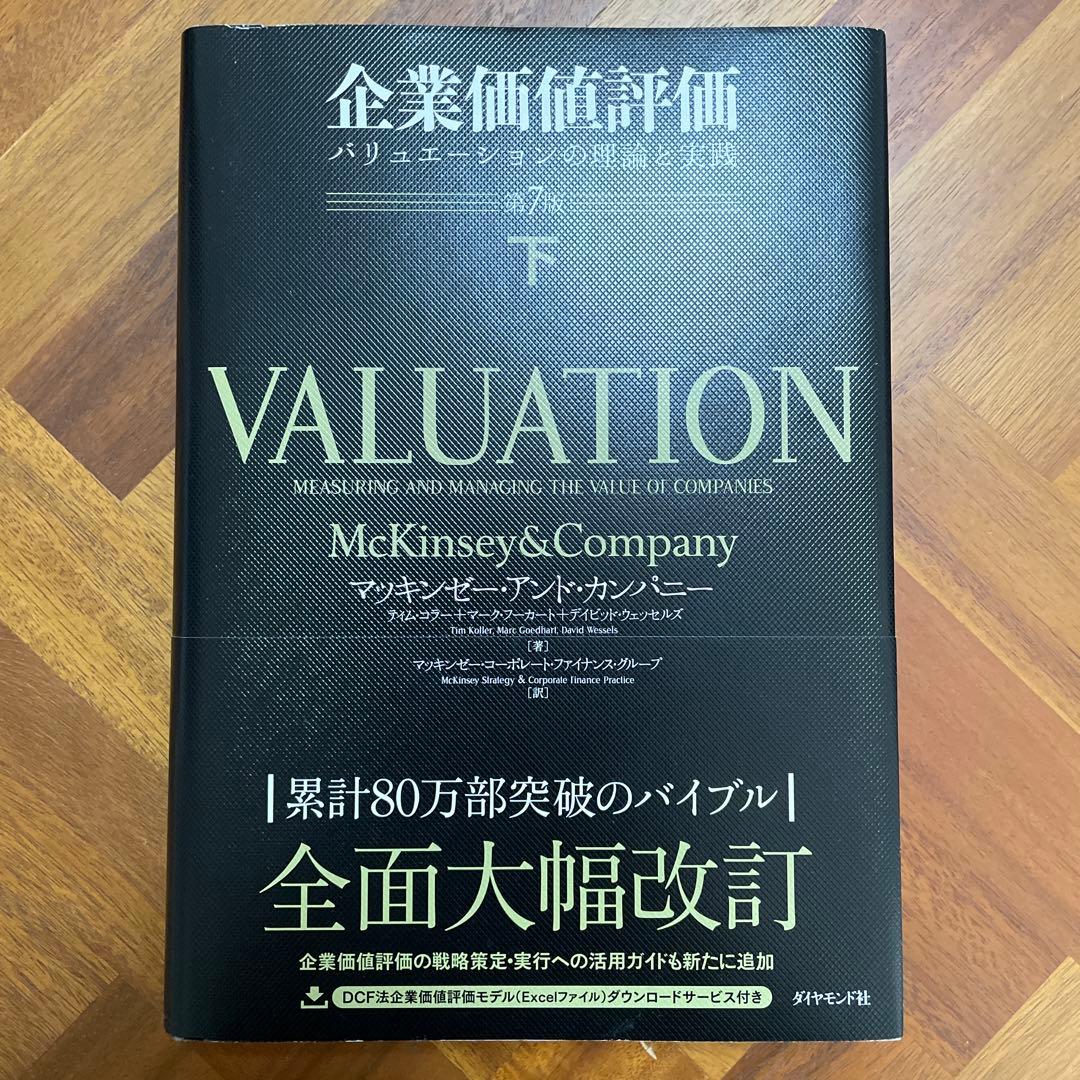 企業価値評価
バリュエーションの理論と実践
第7版
下
VALUATION
MEASURING AND MANAGING THE VALUE OF COMPANIES
McKinsey&Company
マッキンゼー・アンド・カンパニー
ティム・コラー+マーク・フーカート+デイビッド・ウェッセルズ
Tim Koller, Marc Goedhart, David Wessels
[著]
マッキンゼー・コーポレート・ファイナンス・グループ
McKinsey Strategy & Corporate Finance Practice
[訳]
累計80万部突破のバイブル
全面大幅改訂
企業価値評価の戦略策定・実行への活用ガイドも新たに追加
DCF法企業価値評価モデル(Excelファイル)ダウンロードサービス付き
ダイヤモンド社